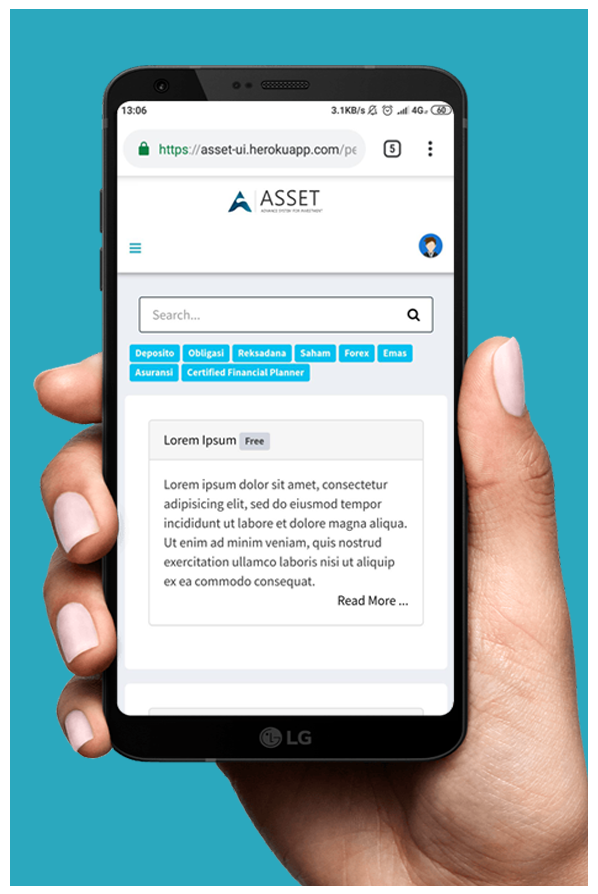 13:06 3.1KB/s 4G 60
https://asset-ui.herokuapp.com/pe 5
ASSET
ADVANCE SYSTEM FOR INVESTMENT
Search...
Deposito Obligasi Reksadana Saham Forex Emas
Asuransi Certified Financial Planner
Lorem Ipsum Free
Lorem ipsum dolor sit amet, consectetur
adipisicing elit, sed do eiusmod tempor
incididunt ut labore et dolore magna aliqua.
Ut enim ad minim veniam, quis nostrud
exercitation ullamco laboris nisi ut aliquip
ex ea commodo consequat.
Read More ...
LG